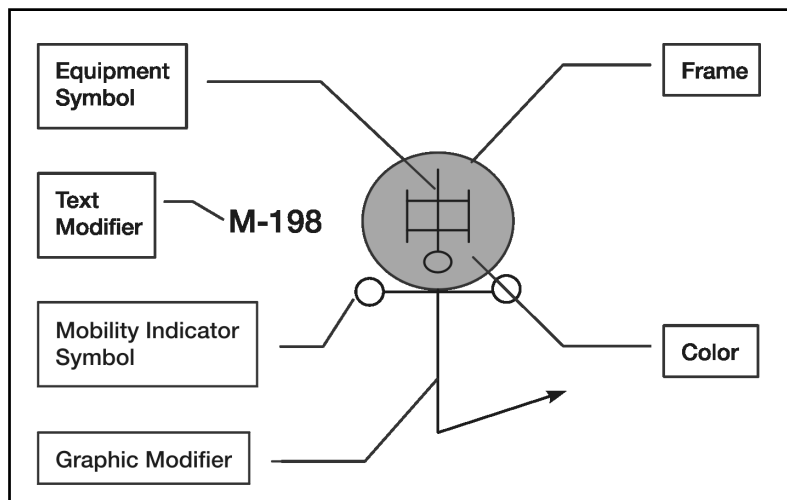 Equipment
Symbol
Frame
Text
Modifier
M-198
Mobility Indicator
Symbol
Color
Graphic Modifier